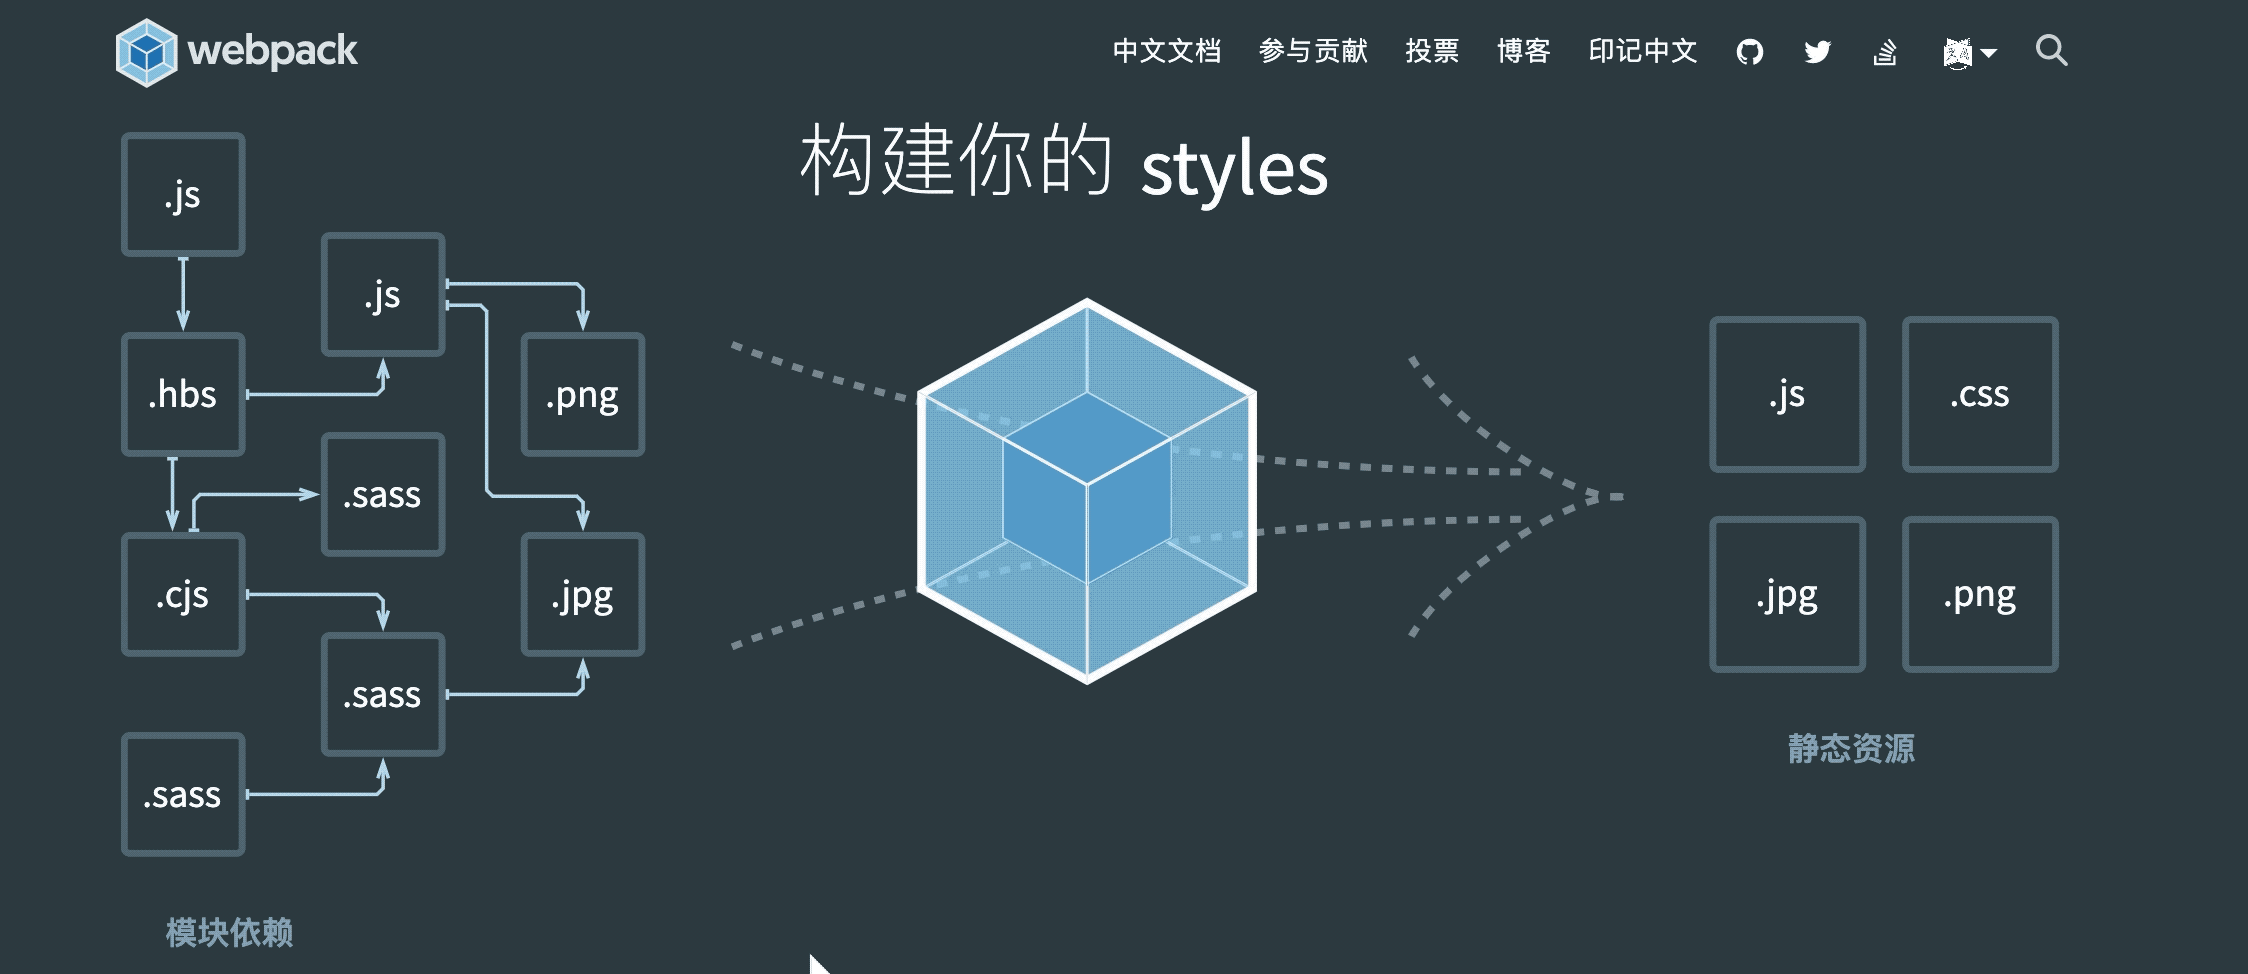 webpack
中文文档 参与贡献 投票 博客 印记中文
构建你的 styles
.js
.js
.hbs
.png
.sass
.cjs
.jpg
.sass
.sass
模块依赖
.js .css
.jpg .png
静态资源